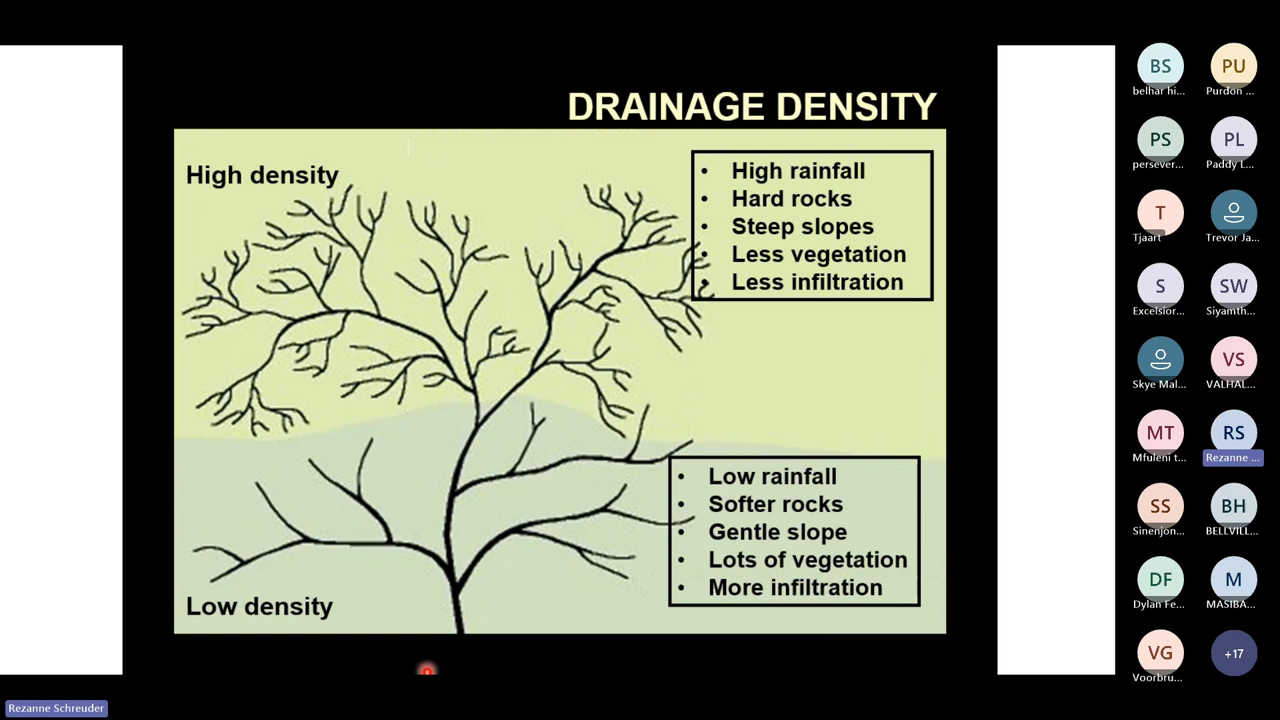 DRAINAGE DENSITY
High density
• High rainfall
• Hard rocks
• Steep slopes
• Less vegetation
• Less infiltration
• Low rainfall
• Softer rocks
• Gentle slope
• Lots of vegetation
• More infiltration
Low density
BS
belhar hi...
PU
Purdon ...
PS
persever...
PL
Paddy L...
T
Tjaart
Trevor Ja...
S
Excelsior...
SW
Siyamth...
Skye Mal...
VS
VALHAL...
MT
Mfuleni t...
RS
Rezanne ...
SS
Sinenjon...
BH
BELLVILL...
DF
Dylan Fe...
M
MASIBA...
VG
Voorbru...
+17
Rezanne Schreuder